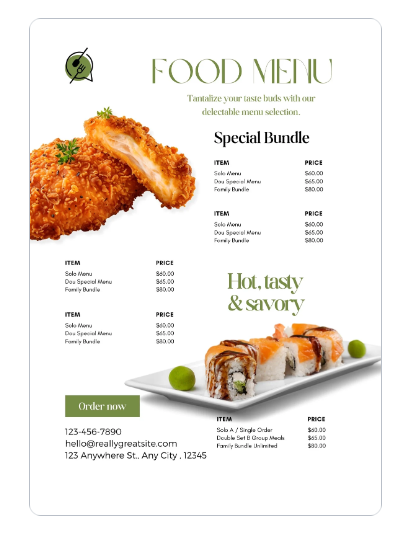 FOOD MENU
Tantalize your taste buds with our
delectable menu selection.
Special Bundle
ITEM PRICE
Solo Menu $60.00
Dou Special Menu $65.00
Family Bundle $80.00
ITEM PRICE
Solo Menu $60.00
Dou Special Menu $65.00
Family Bundle $80.00
ITEM PRICE
Solo Menu $60.00
Dou Special Menu $65.00
Family Bundle $80.00
ITEM PRICE
Solo Menu $60.00
Dou Special Menu $65.00
Family Bundle $80.00
Hot, tasty
& savory
Order now
123-456-7890
hello@reallygreatsite.com
123 Anywhere St., Any City , 12345
ITEM PRICE
Solo A / Single Order $60.00
Double Set B Group Meals $65.00
Family Bundle Unlimited $80.00